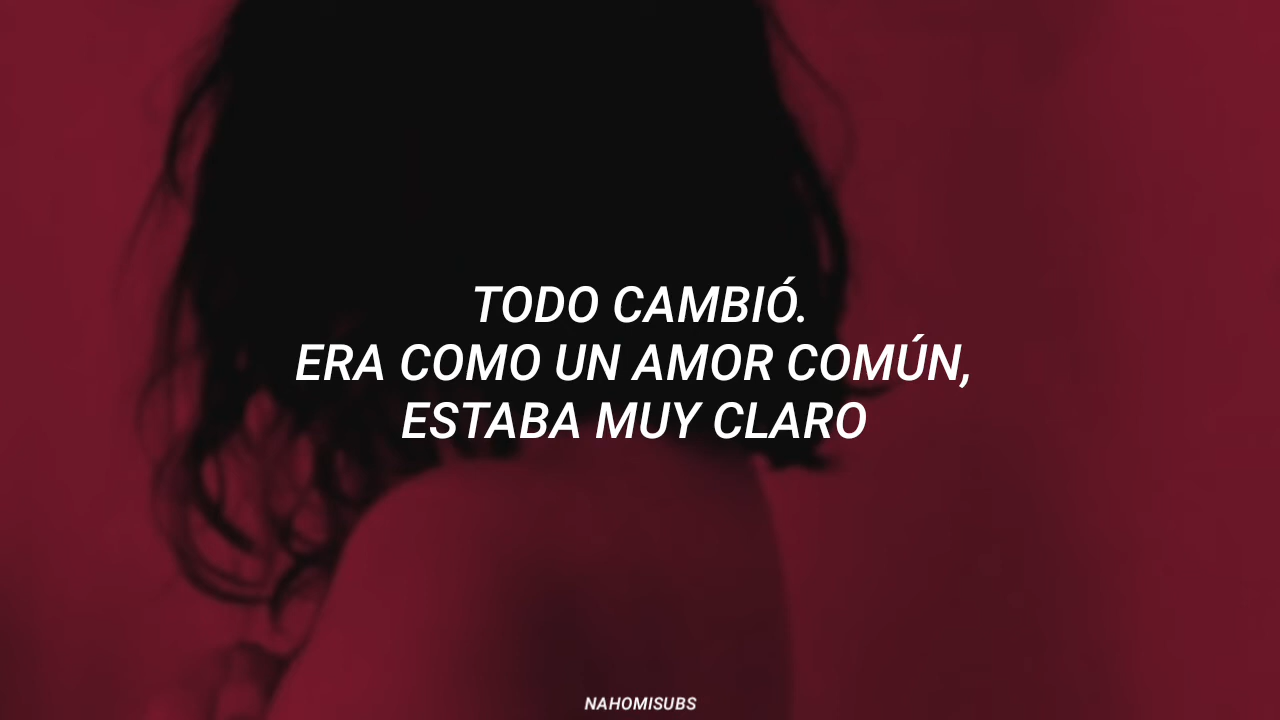 TODO CAMBIÓ.
ERA COMO UN AMOR COMÚN,
ESTABA MUY CLARO
NAHOMISUBS